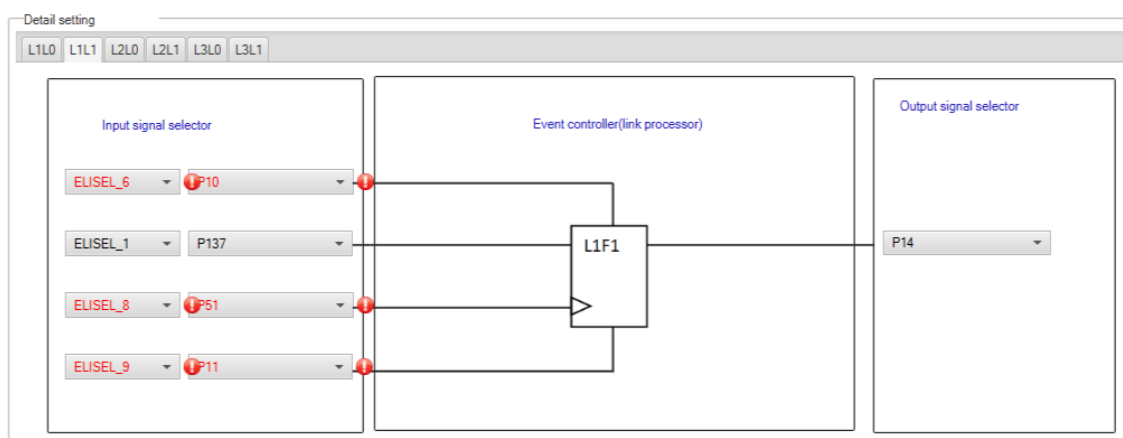 Detail setting
L1L0 L1L1 L2L0 L2L1 L3L0 L3L1
Input signal selector
Event controller(link processor)
Output signal selector
ELISEL_6 P10
ELISEL_1 P137
L1F1
P14
ELISEL_8 P51
ELISEL_9 P11